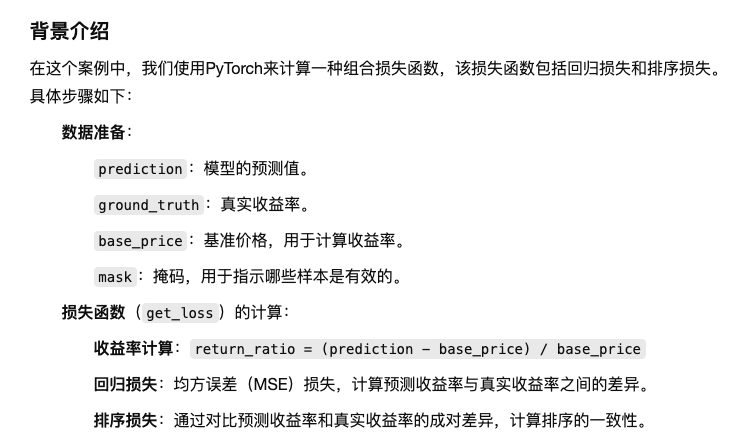 背景介绍
在这个案例中，我们使用PyTorch来计算一种组合损失函数，该损失函数包括回归损失和排序损失。
具体步骤如下：
数据准备：
prediction：模型的预测值。
ground_truth：真实收益率。
base_price：基准价格，用于计算收益率。
mask：掩码，用于指示哪些样本是有效的。
损失函数（get_loss）的计算：
收益率计算：return_ratio = (prediction − base_price) / base_price
回归损失：均方误差（MSE）损失，计算预测收益率与真实收益率之间的差异。
排序损失：通过对比预测收益率和真实收益率的成对差异，计算排序的一致性。